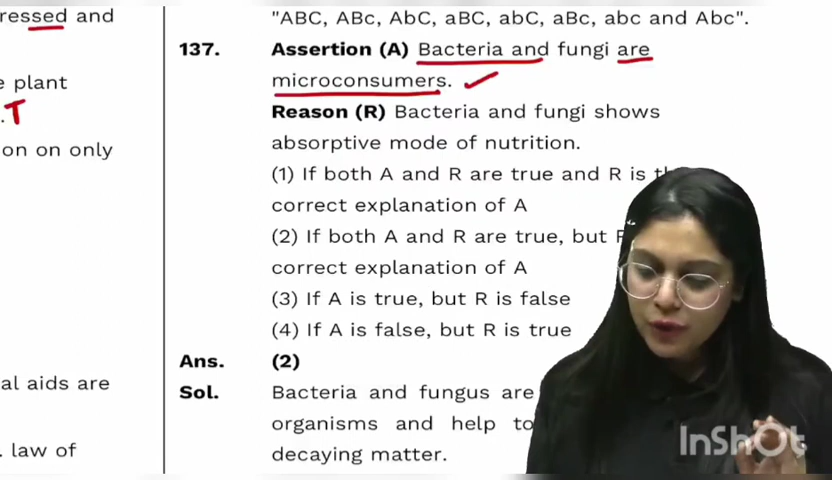 ressed and
e plant
.T
on on only
al aids are
. law of
"ABC, ABc, AbC, aBC, abC, aBc, abc and Abc".
137. Assertion (A) Bacteria and fungi are
microconsumers.
Reason (R) Bacteria and fungi shows
absorptive mode of nutrition.
(1) If both A and R are true and R is
correct explanation of A
(2) If both A and R are true, but
correct explanation of A
(3) If A is true, but R is false
(4) If A is false, but R is true
Ans. (2)
Sol. Bacteria and fungus are
organisms and help to
decaying matter.
InShOt